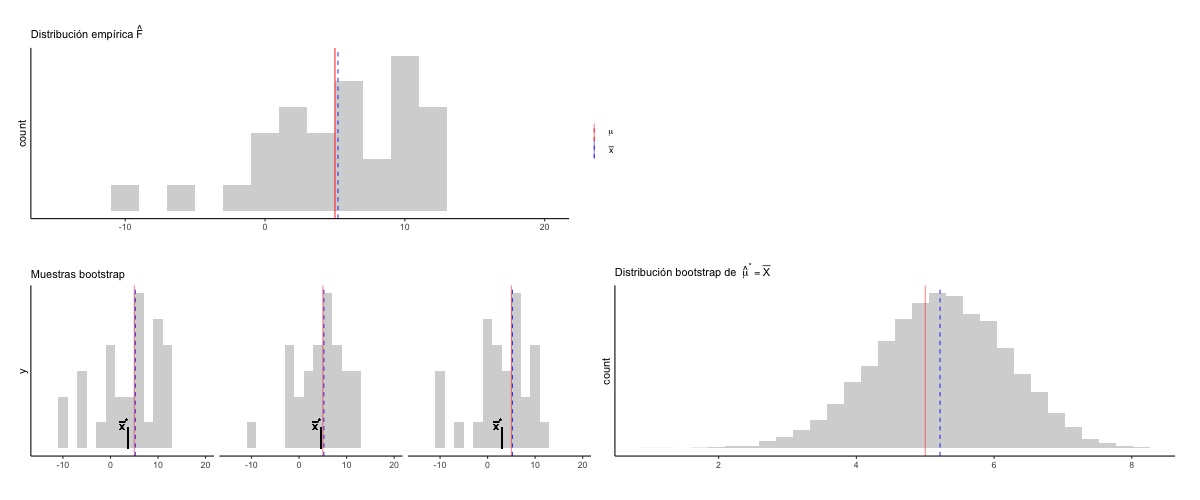 Distribución empírica F̂
count
-10 0 10 20
μ
x̄
Muestras bootstrap
y
x̄* x̄* x̄*
-10 0 10 20 -10 0 10 20 -10 0 10 20
Distribución bootstrap de μ̂* = X̄
count
2 4 6 8